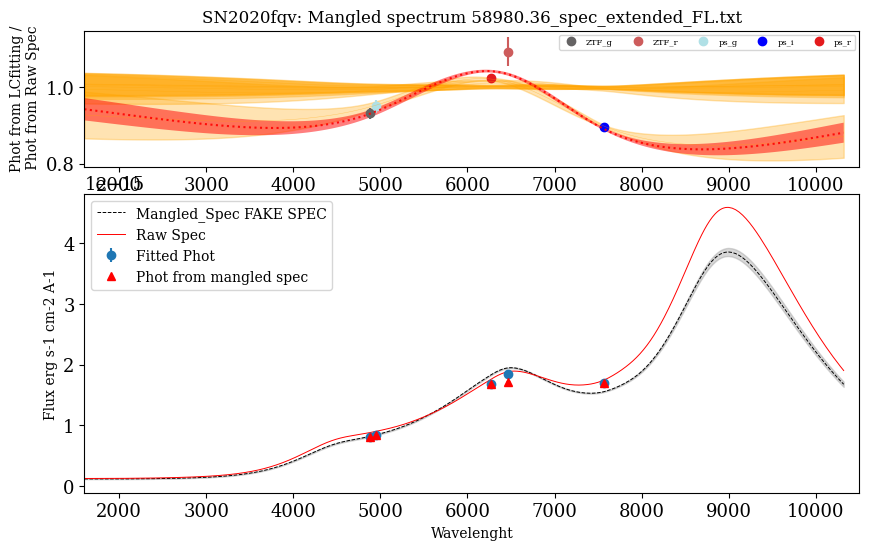 SN2020fqv: Mangled spectrum 58980.36_spec_extended_FL.txt
Phot from LCfitting /
Phot from Raw Spec
ZTF_g ZTF_r ps_g ps_i ps_r
1.0
0.8
2000 3000 4000 5000 6000 7000 8000 9000 10000
Flux erg s-1 cm-2 A-1
Mangled_Spec FAKE SPEC
Raw Spec
Fitted Phot
Phot from mangled spec
4
3
2
1
0
2000 3000 4000 5000 6000 7000 8000 9000 10000
Wavelenght